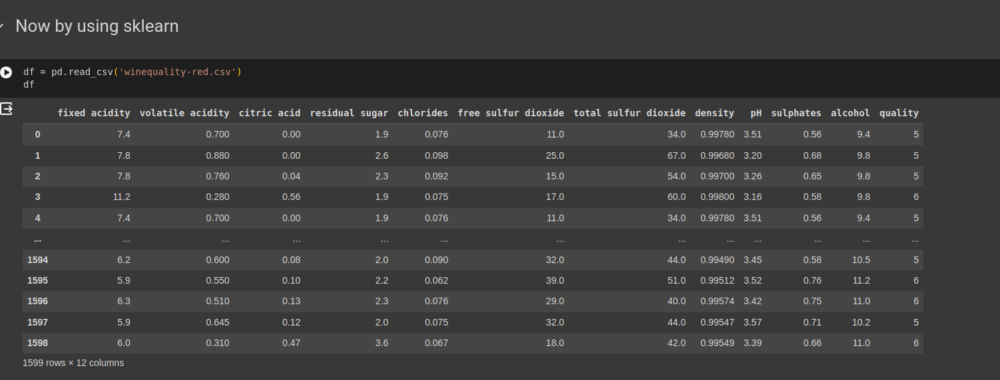 Now by using sklearn
df = pd.read_csv('winequality-red.csv')
df
fixed acidity volatile acidity citric acid residual sugar chlorides free sulfur dioxide total sulfur dioxide density pH sulphates alcohol quality
0 7.4 0.700 0.00 1.9 0.076 11.0 34.0 0.99780 3.51 0.56 9.4 5
1 7.8 0.880 0.00 2.6 0.098 25.0 67.0 0.99680 3.20 0.68 9.8 5
2 7.8 0.760 0.04 2.3 0.092 15.0 54.0 0.99700 3.26 0.65 9.8 5
3 11.2 0.280 0.56 1.9 0.075 17.0 60.0 0.99800 3.16 0.58 9.8 6
4 7.4 0.700 0.00 1.9 0.076 11.0 34.0 0.99780 3.51 0.56 9.4 5
... ... ... ... ... ... ... ... ... ... ... ... ...
1594 6.2 0.600 0.08 2.0 0.090 32.0 44.0 0.99490 3.45 0.58 10.5 5
1595 5.9 0.550 0.10 2.2 0.062 39.0 51.0 0.99512 3.52 0.76 11.2 6
1596 6.3 0.510 0.13 2.3 0.076 29.0 40.0 0.99574 3.42 0.75 11.0 6
1597 5.9 0.645 0.12 2.0 0.075 32.0 44.0 0.99547 3.57 0.71 10.2 5
1598 6.0 0.310 0.47 3.6 0.067 18.0 42.0 0.99549 3.39 0.66 11.0 6
1599 rows × 12 columns